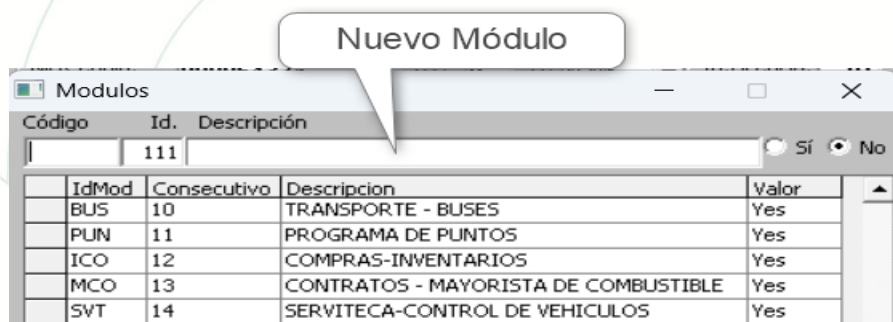 Nuevo Módulo
Modulos
Código Id. Descripción
111 Sí No
IdMod Consecutivo Descripcion Valor
BUS 10 TRANSPORTE - BUSES Yes
PUN 11 PROGRAMA DE PUNTOS Yes
ICO 12 COMPRAS-INVENTARIOS Yes
MCO 13 CONTRATOS - MAYORISTA DE COMBUSTIBLE Yes
SVT 14 SERVITECA-CONTROL DE VEHICULOS Yes